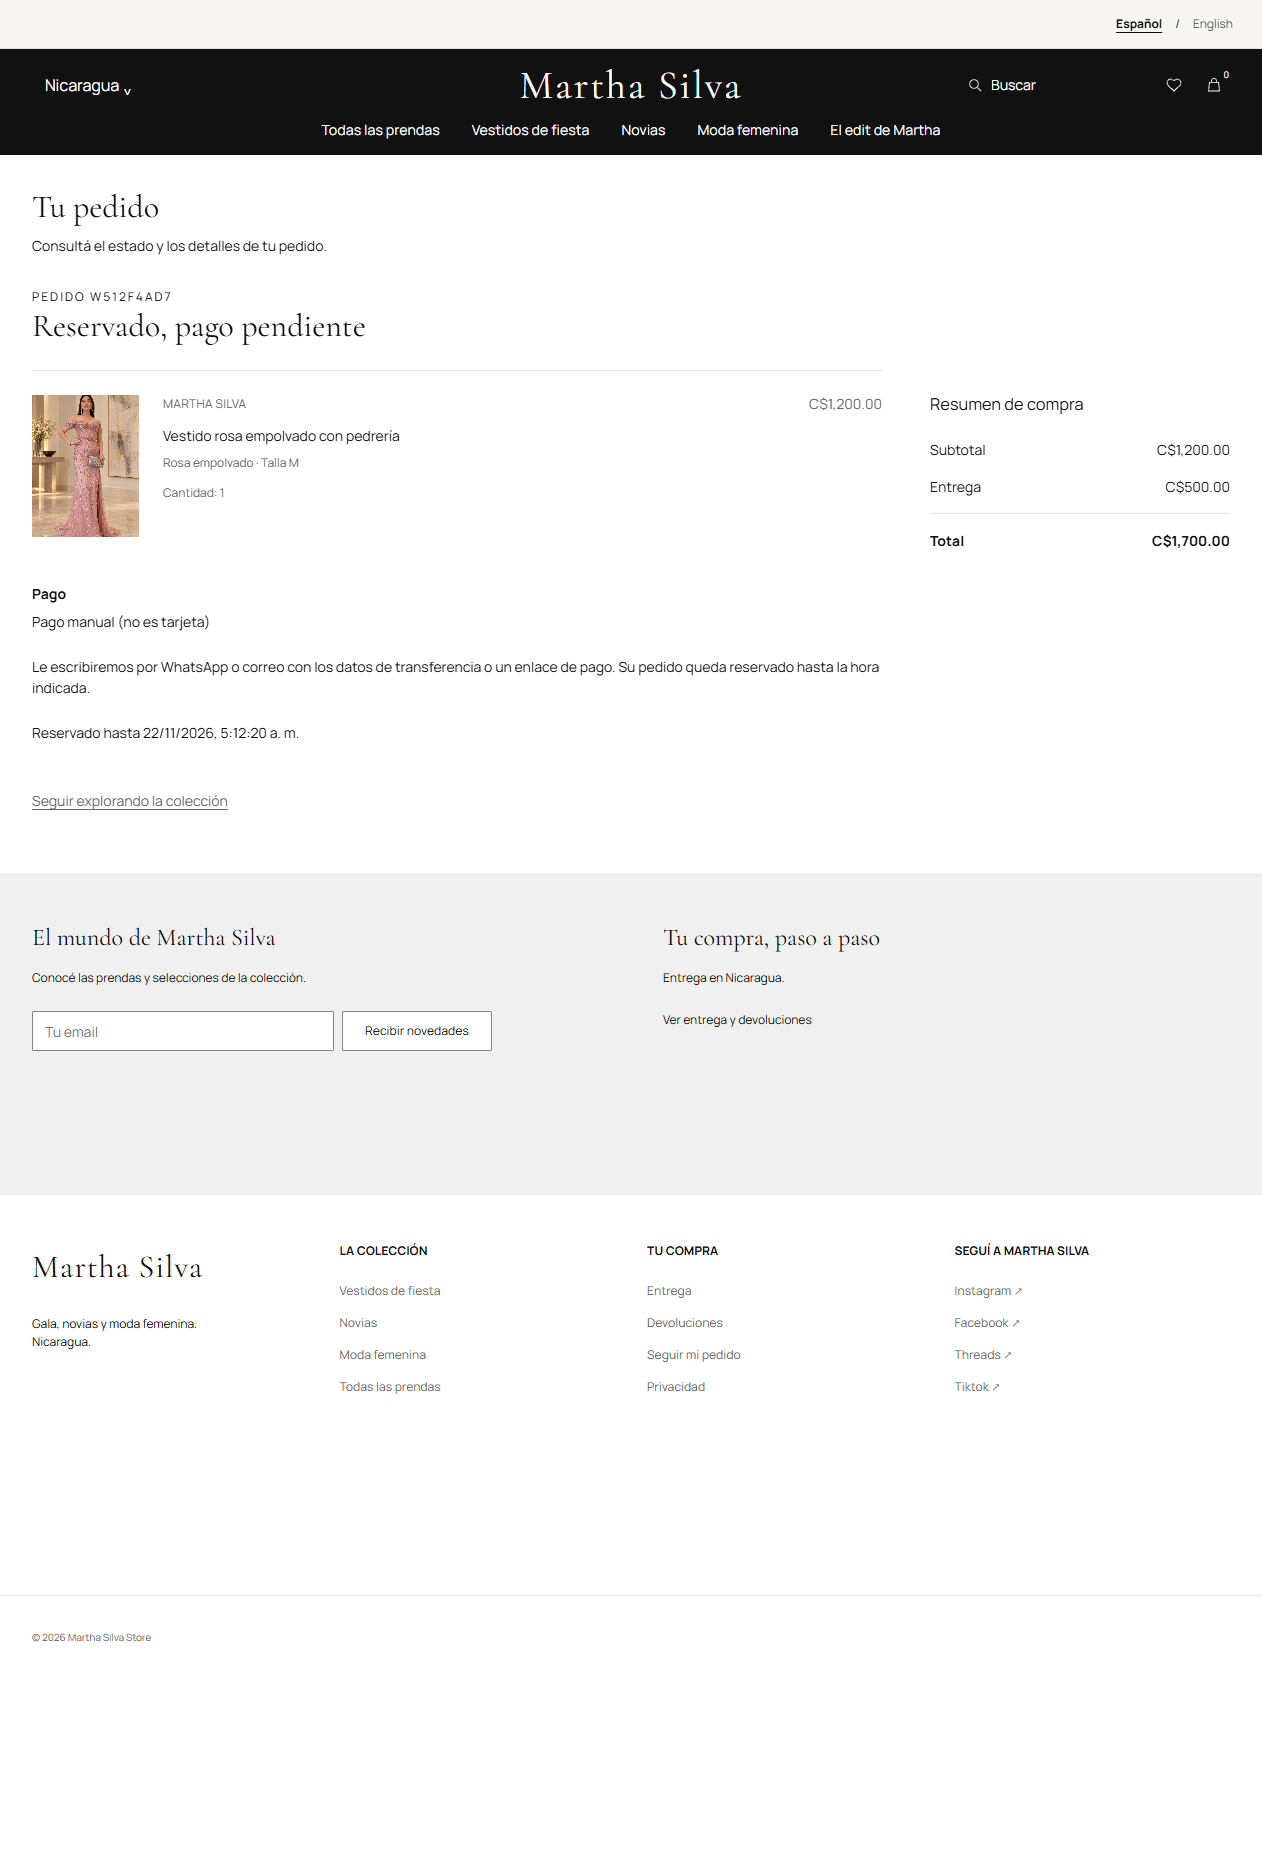 Español / English
Nicaragua
Martha Silva
Buscar
0
Todas las prendas Vestidos de fiesta Novias Moda femenina El edit de Martha
Tu pedido
Consultá el estado y los detalles de tu pedido.
PEDIDO W512F4AD7
Reservado, pago pendiente
MARTHA SILVA C$1,200.00
Vestido rosa empolvado con pedrería
Rosa empolvado · Talla M
Cantidad: 1
Resumen de compra
Subtotal C$1,200.00
Entrega C$500.00
Total C$1,700.00
Pago
Pago manual (no es tarjeta)
Le escribiremos por WhatsApp o correo con los datos de transferencia o un enlace de pago. Su pedido queda reservado hasta la hora
indicada.
Reservado hasta 22/11/2026, 5:12:20 a. m.
Seguir explorando la colección
El mundo de Martha Silva
Conocé las prendas y selecciones de la colección.
Tu email
Recibir novedades
Tu compra, paso a paso
Entrega en Nicaragua.
Ver entrega y devoluciones
Martha Silva
Gala, novias y moda femenina.
Nicaragua.
LA COLECCIÓN
Vestidos de fiesta
Novias
Moda femenina
Todas las prendas
TU COMPRA
Entrega
Devoluciones
Seguir mi pedido
Privacidad
SEGUÍ A MARTHA SILVA
Instagram ↗
Facebook ↗
Threads ↗
Tiktok ↗
© 2026 Martha Silva Store